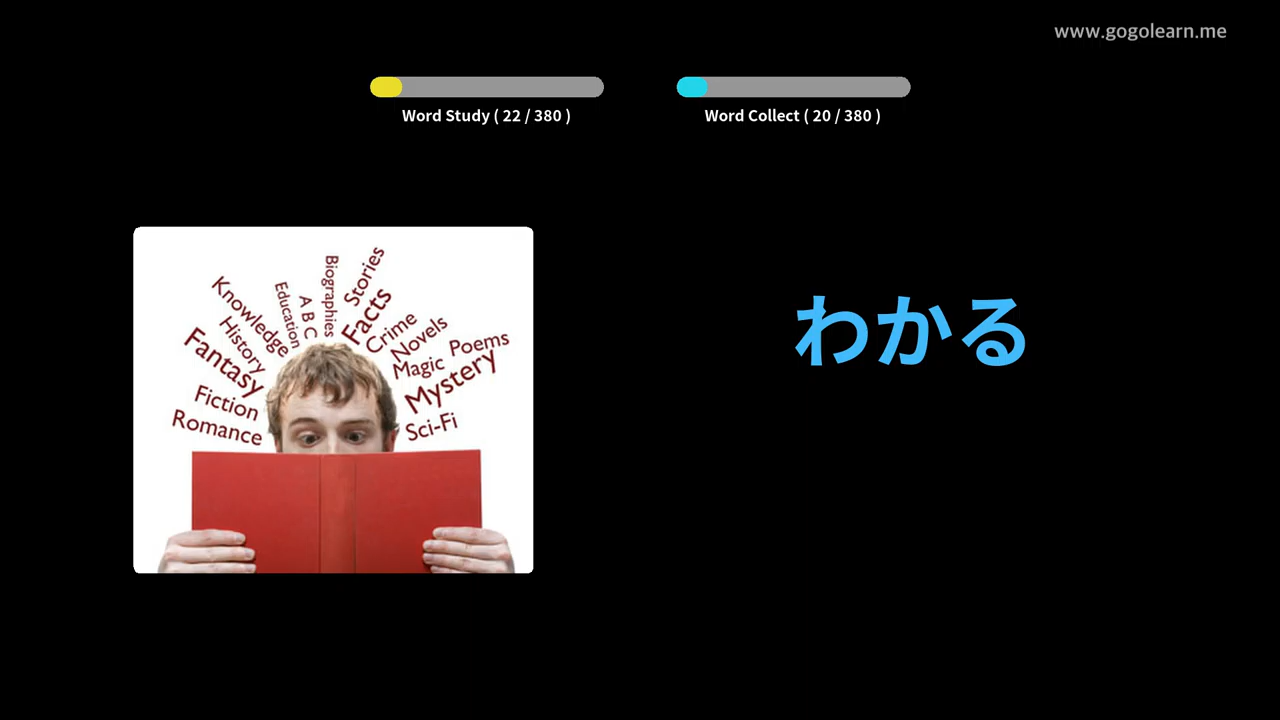 www.gogolearn.me
Word Study ( 22 / 380 )
Word Collect ( 20 / 380 )
Stories
Biographies
Facts
A B C
Education
Knowledge
Crime
Novels
History
Poems
Fantasy
Magic
Mystery
Fiction
Sci-Fi
Romance
わかる